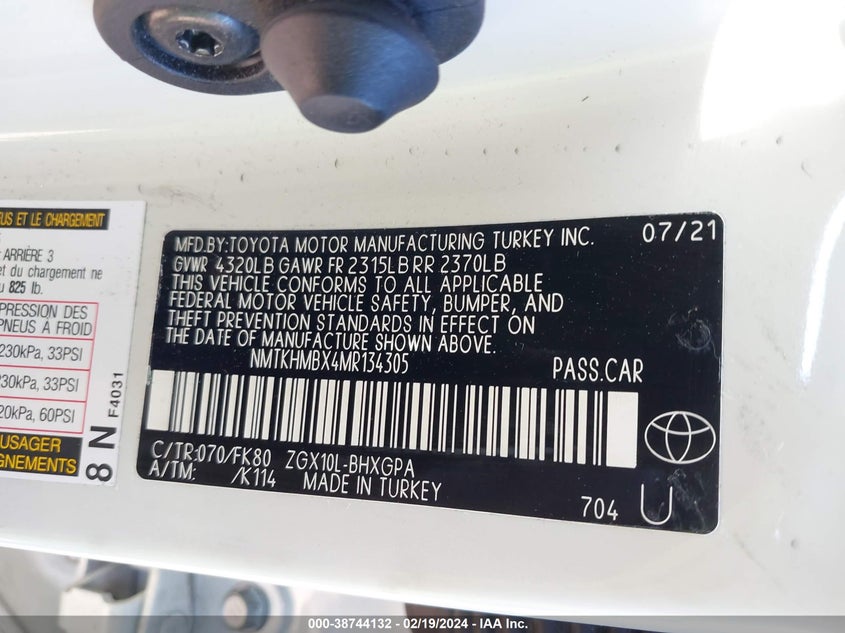 EUS ET LE CHARGEMENT
ARRIÈRE 3
et du chargement ne
825 lb.
PRESSION DES
PNEUS A FROID
230kPa, 33PSI
230kPa, 33PSI
20kPa, 60PSI
USAGER
GNEMENTS
8 N
F4031
MFD.BY:TOYOTA MOTOR MANUFACTURING TURKEY INC. 07/21
GVWR 4320LB GAWR FR 2315LB RR 2370LB
THIS VEHICLE CONFORMS TO ALL APPLICABLE
FEDERAL MOTOR VEHICLE SAFETY, BUMPER, AND
THEFT PREVENTION STANDARDS IN EFFECT ON
THE DATE OF MANUFACTURE SHOWN ABOVE.
NMTKHMBX4MR134305 PASS.CAR
C/TR:070/FK80 ZGX10L-BHXGPA
A/TM: /K114 MADE IN TURKEY
704 U
000-38744132 - 02/19/2024 - IAA Inc.